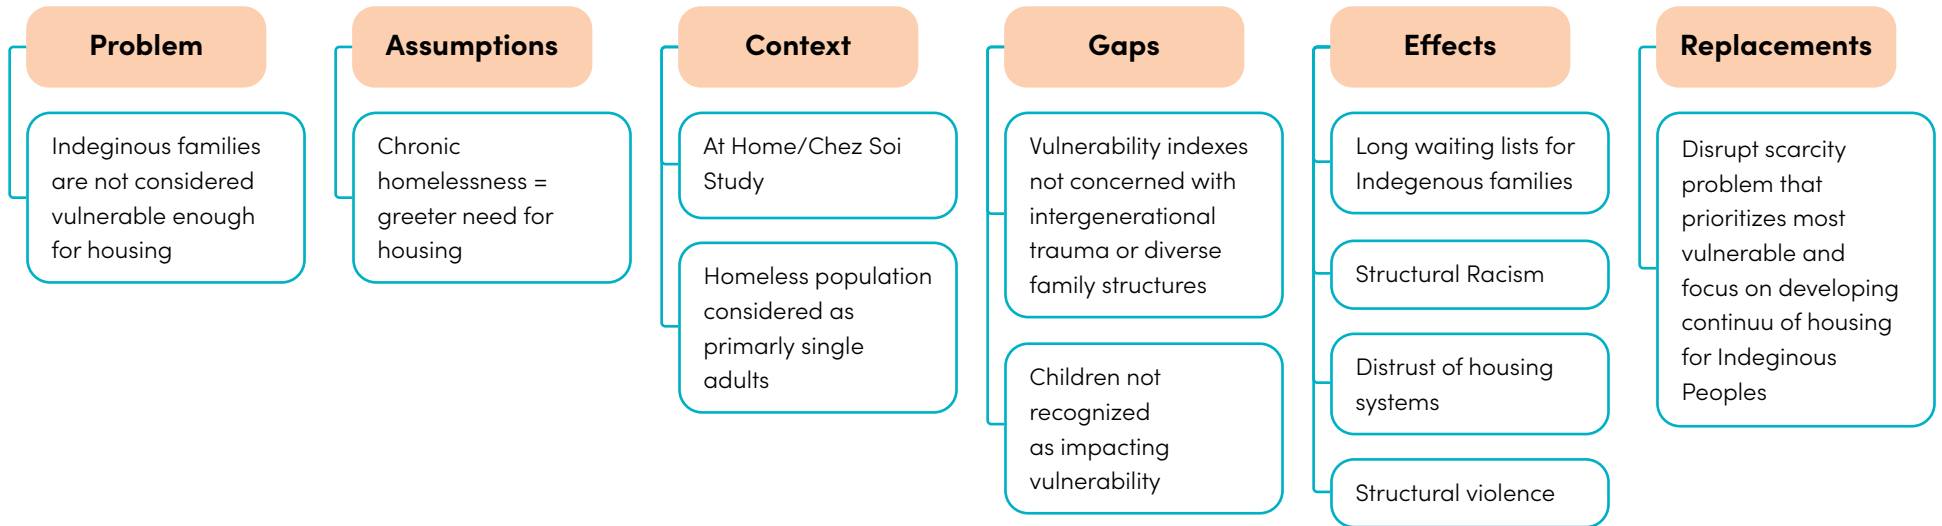 Problem
Indeginous families
are not considered
vulnerable enough
for housing
Assumptions
Chronic
homelessness =
greeter need for
housing
Context
At Home/Chez Soi
Study
Homeless population
considered as
primarly single
adults
Gaps
Vulnerability indexes
not concerned with
intergenerational
trauma or diverse
family structures
Children not
recognized
as impacting
vulnerability
Effects
Long waiting lists for
Indegenous families
Structural Racism
Distrust of housing
systems
Structural violence
Replacements
Disrupt scarcity
problem that
prioritizes most
vulnerable and
focus on developing
continuu of housing
for Indeginous
Peoples